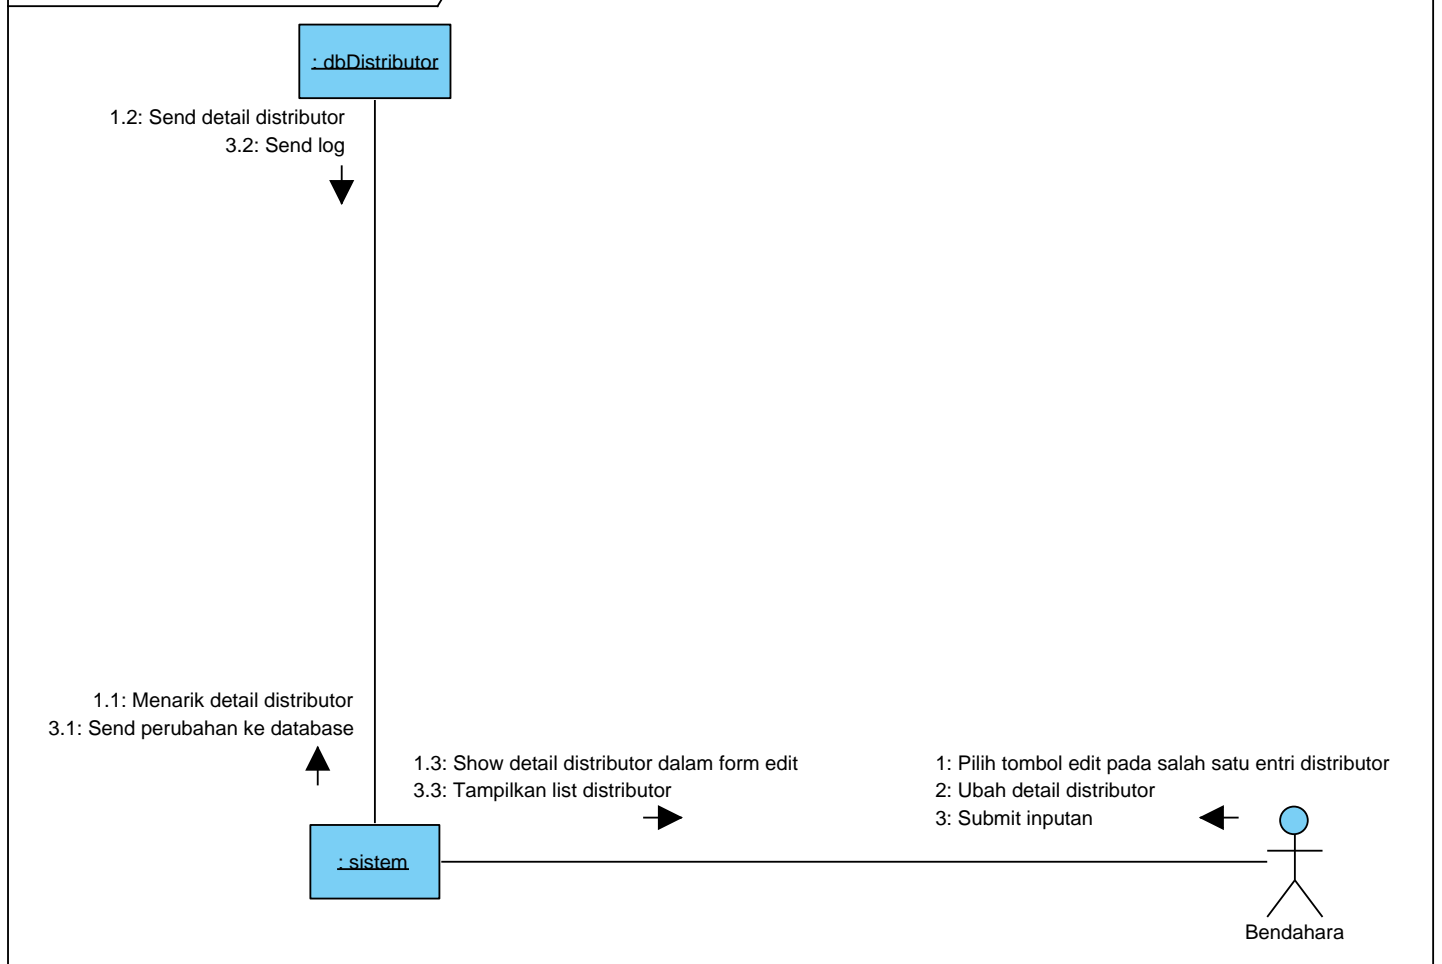 : dbDistributor
1.2: Send detail distributor
3.2: Send log
1.1: Menarik detail distributor
3.1: Send perubahan ke database
1.3: Show detail distributor dalam form edit
3.3: Tampilkan list distributor
1: Pilih tombol edit pada salah satu entri distributor
2: Ubah detail distributor
3: Submit inputan
: sistem
Bendahara